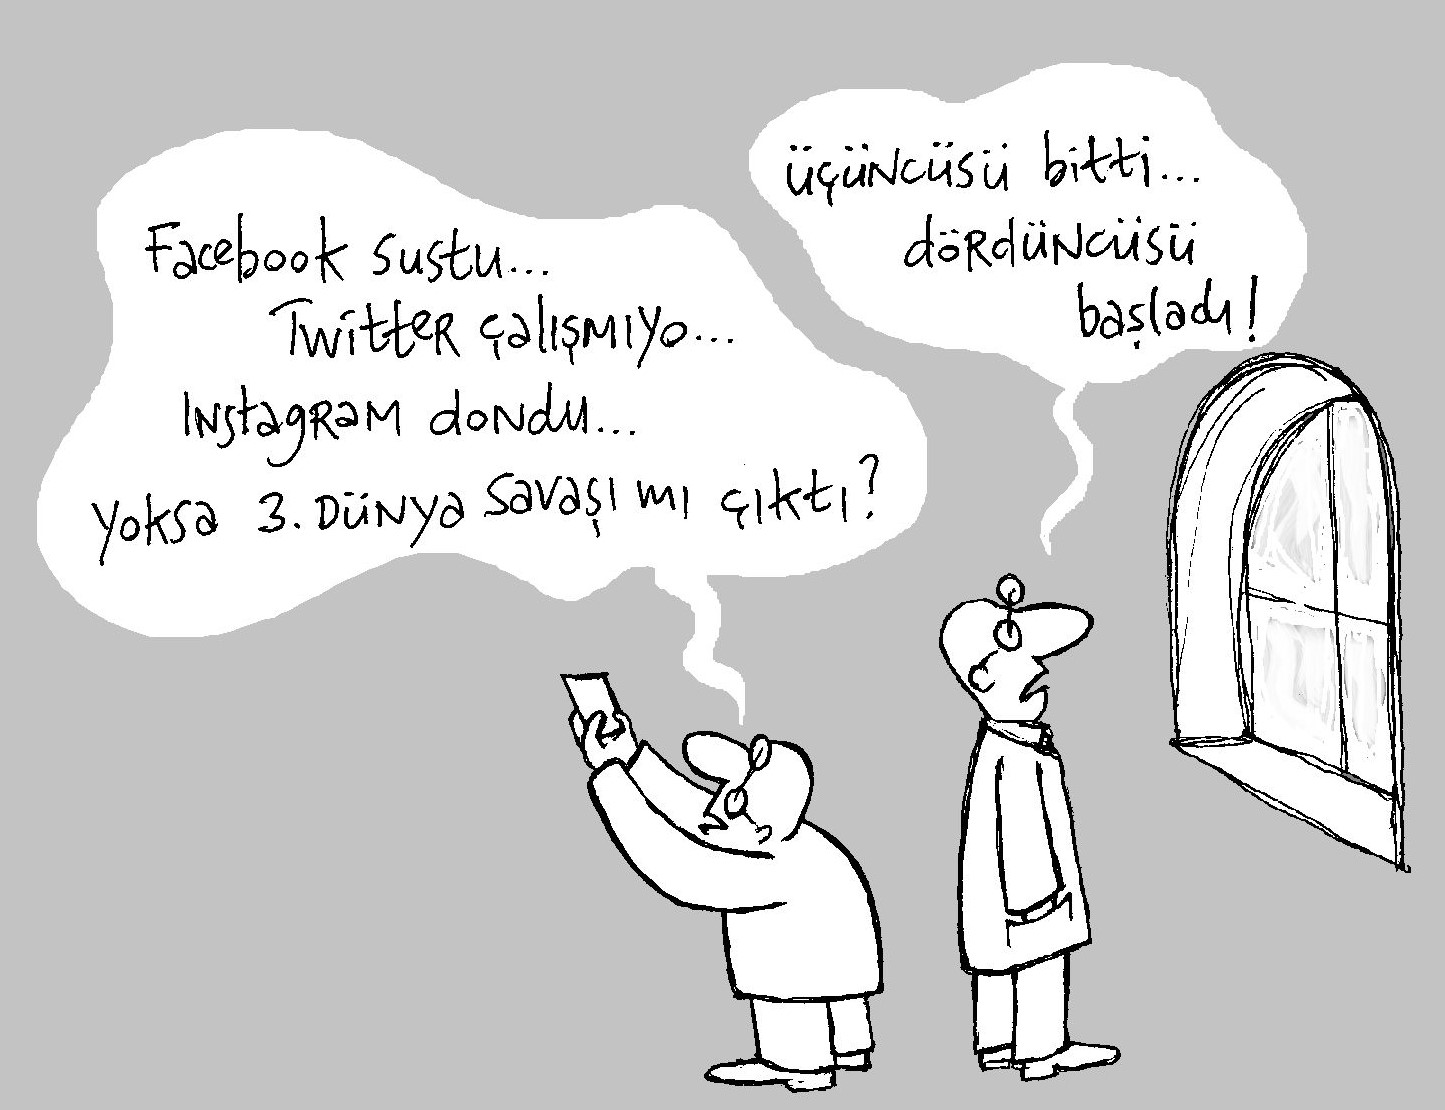 Facebook sustu...
Twitter çalışmıyo...
Instagram dondu...
yoksa 3. Dünya savaşı mı çıktı?
üçüncüsü bitti...
dördüncüsü
başladı!